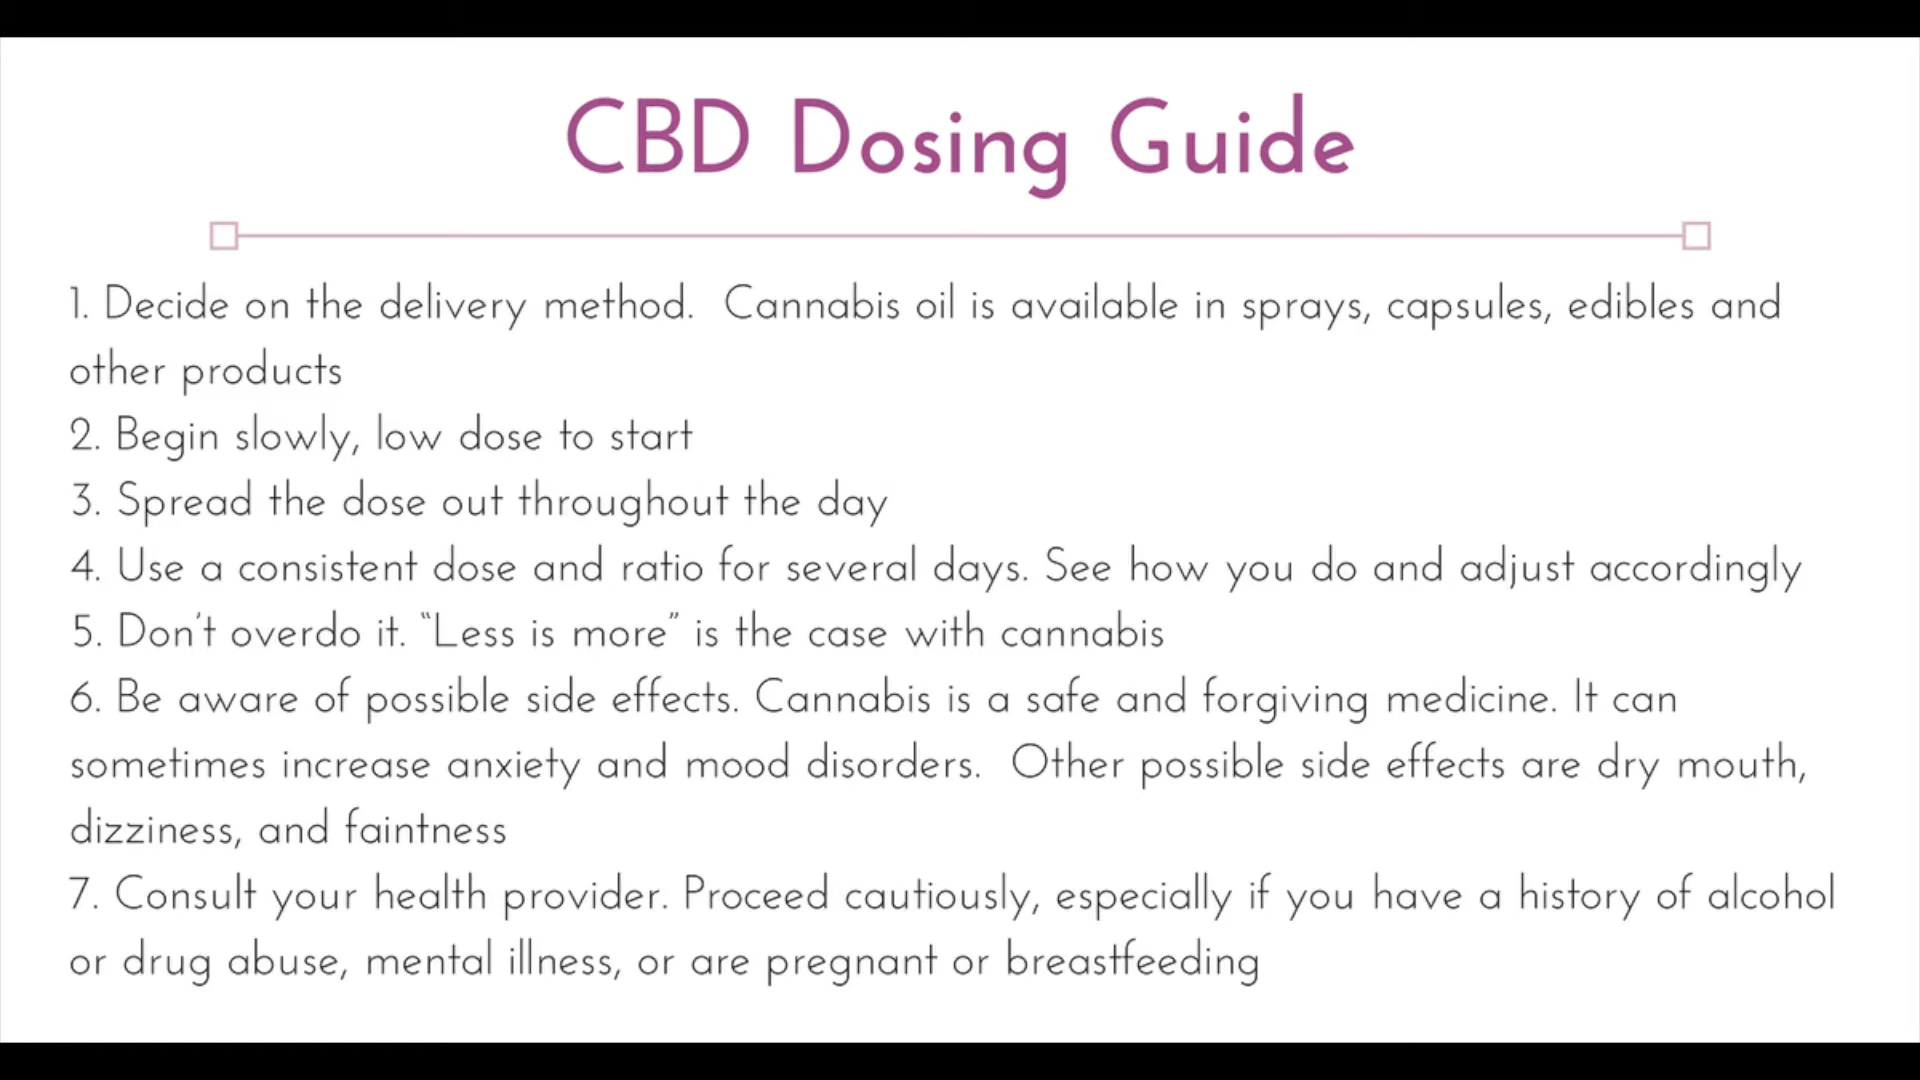 CBD Dosing Guide
1. Decide on the delivery method.  Cannabis oil is available in sprays, capsules, edibles and
other products
2. Begin slowly, low dose to start
3. Spread the dose out throughout the day
4. Use a consistent dose and ratio for several days. See how you do and adjust accordingly
5. Don't overdo it. “Less is more” is the case with cannabis
6. Be aware of possible side effects. Cannabis is a safe and forgiving medicine. It can
sometimes increase anxiety and mood disorders.  Other possible side effects are dry mouth,
dizziness, and faintness
7. Consult your health provider. Proceed cautiously, especially if you have a history of alcohol
or drug abuse, mental illness, or are pregnant or breastfeeding